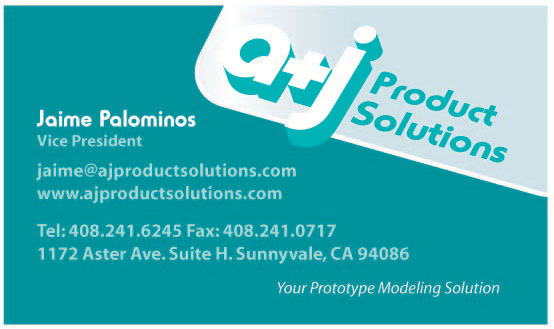 a+j
Product
Solutions
Jaime Palominos
Vice President
jaime@ajproductsolutions.com
www.ajproductsolutions.com
Tel: 408.241.6245 Fax: 408.241.0717
1172 Aster Ave. Suite H. Sunnyvale, CA 94086
Your Prototype Modeling Solution